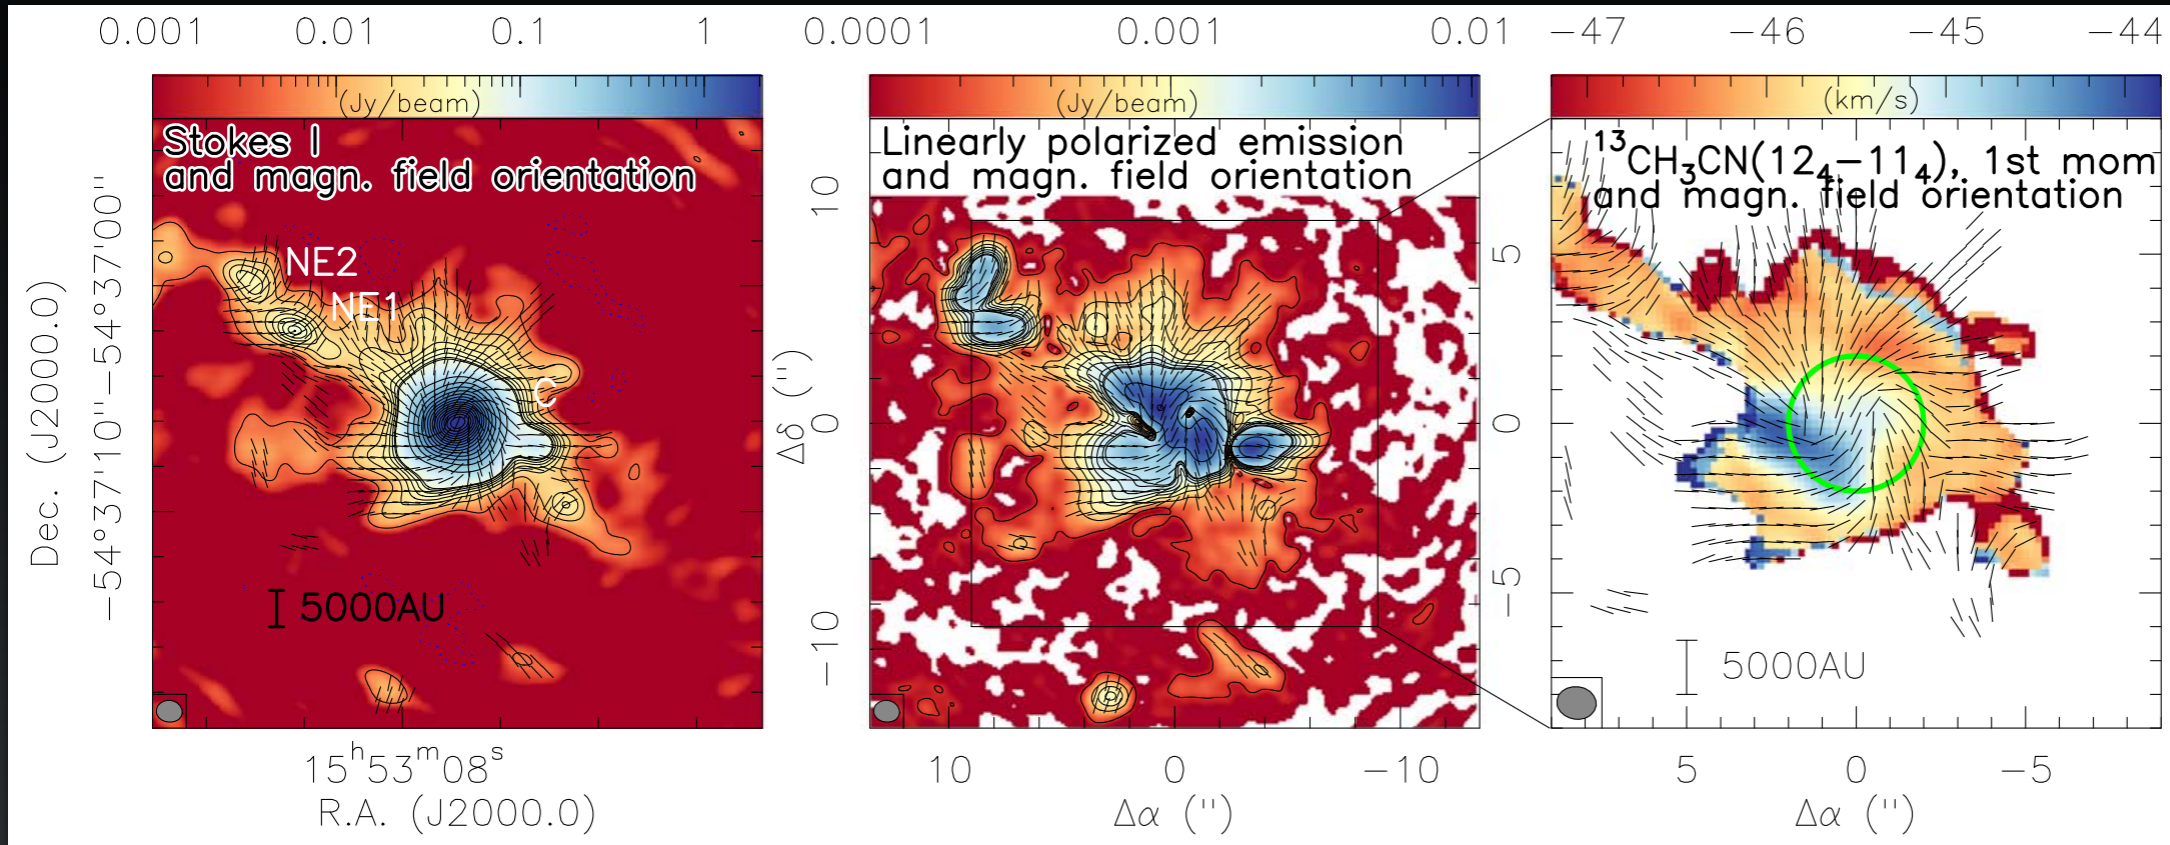 0.001 0.01 0.1 1
(Jy/beam)
Stokes I
and magn. field orientation
NE2
NE1
C
5000AU
Dec. (J2000.0)
−54°37'10" −54°37'00"
15ʰ53ᵐ08ˢ
R.A. (J2000.0)
0.0001 0.001 0.01
(Jy/beam)
Linearly polarized emission
and magn. field orientation
Δδ (")
10
0
−10
10 0 −10
Δα (")
−47 −46 −45 −44
(km/s)
¹³CH₃CN(12₄−11₄), 1st mom
and magn. field orientation
5
0
−5
5000AU
5 0 −5
Δα (")